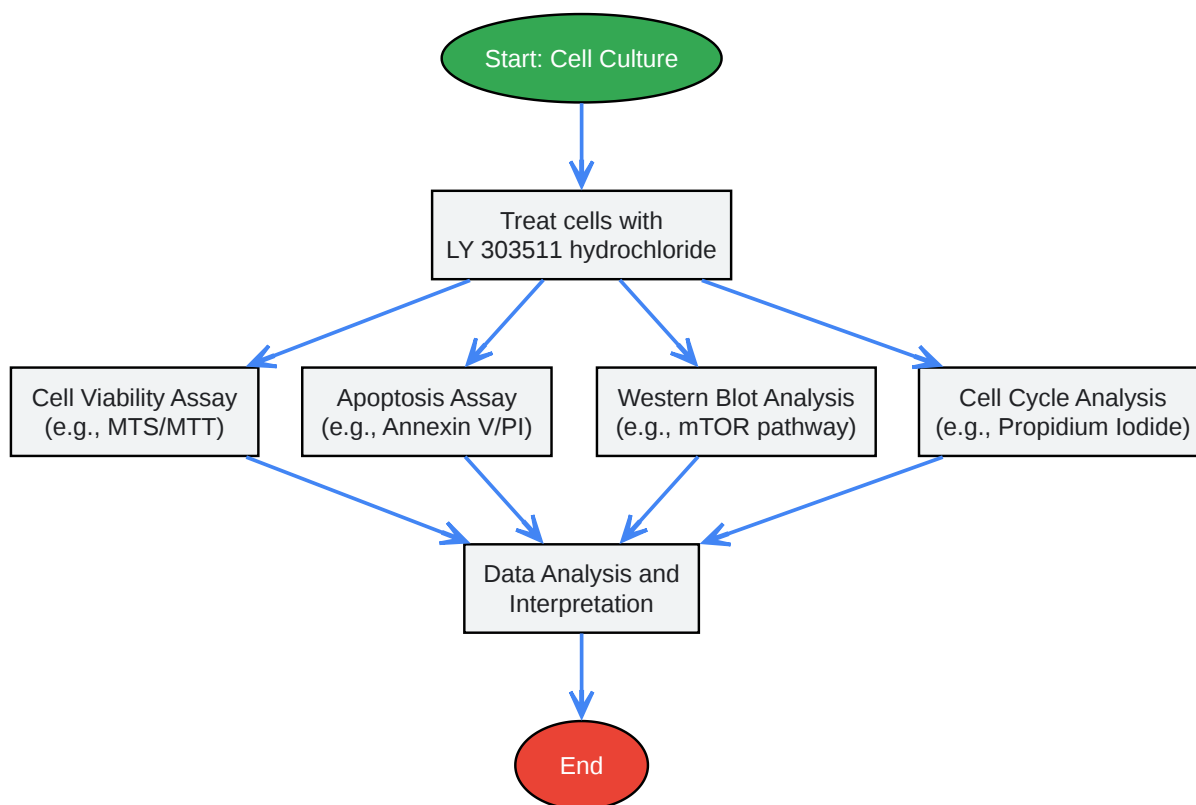 Start: Cell Culture
Treat cells with
LY 303511 hydrochloride
Cell Viability Assay
(e.g., MTS/MTT)
Apoptosis Assay
(e.g., Annexin V/PI)
Western Blot Analysis
(e.g., mTOR pathway)
Cell Cycle Analysis
(e.g., Propidium Iodide)
Data Analysis and
Interpretation
End